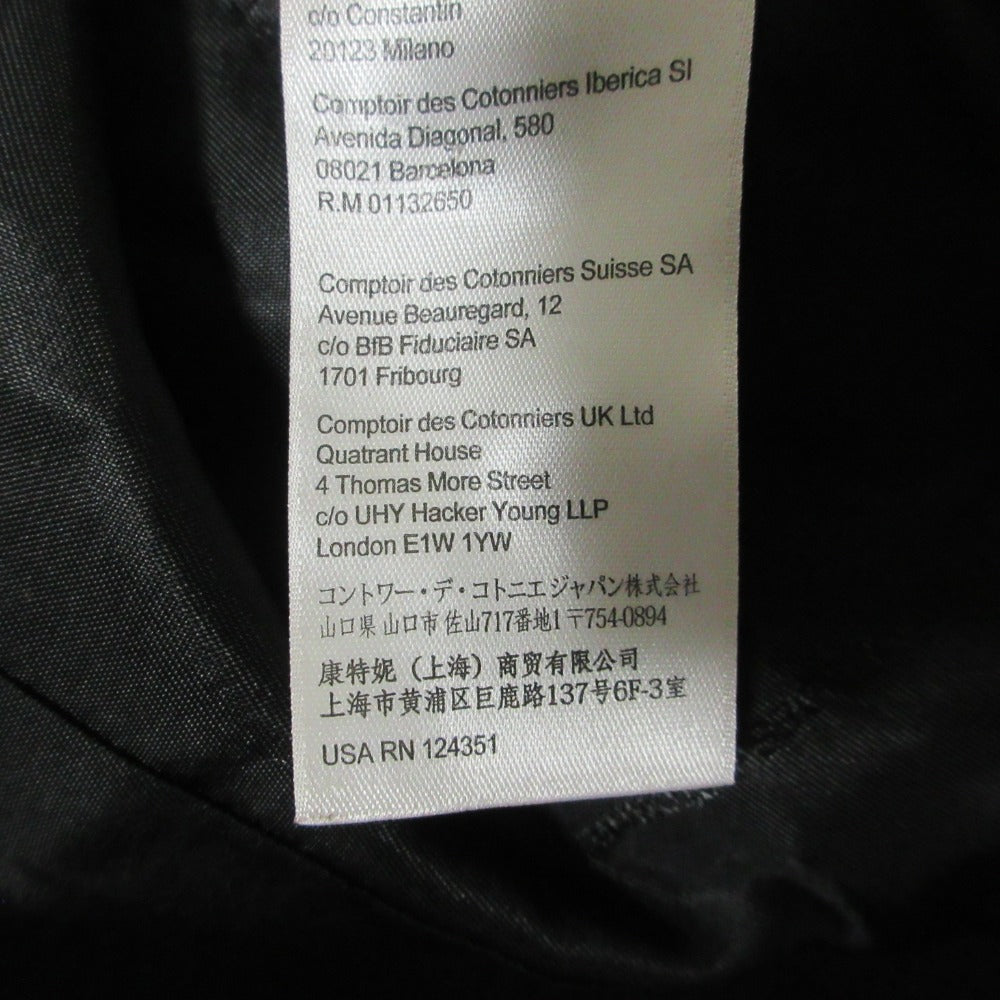 c/o Constantin
20123 Milano
Comptoir des Cotonniers Iberica Sl
Avenida Diagonal, 580
08021 Barcelona
R.M 01132650
Comptoir des Cotonniers Suisse SA
Avenue Beauregard, 12
c/o BfB Fiduciaire SA
1701 Fribourg
Comptoir des Cotonniers UK Ltd
Quatrant House
4 Thomas More Street
c/o UHY Hacker Young LLP
London E1W 1YW
コントワー・デ・コトニエ ジャパン株式会社
山口県 山口市 佐山717番地1 〒754-0894
康特妮（上海）商贸有限公司
上海市黄浦区巨鹿路137号6F-3室
USA RN 124351